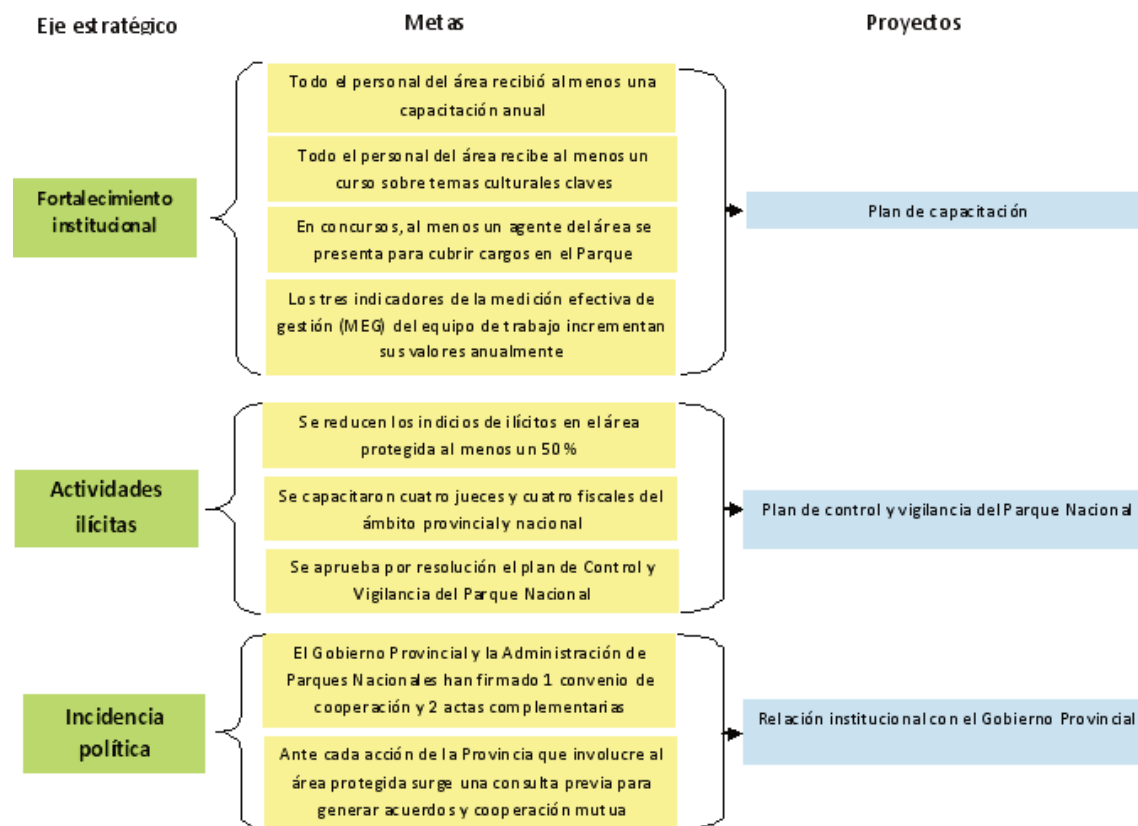 Eje estratégico
Metas
Proyectos
Fortalecimiento
institucional
Todo el personal del área recibió al menos una
capacitación anual
Todo el personal del área recibe al menos un
curso sobre temas culturales claves
En concursos, al menos un agente del área se
presenta para cubrir cargos en el Parque
Los tres indicadores de la medición efectiva de
gestión (MEG) del equipo de trabajo incrementan
sus valores anualmente
Plan de capacitación
Actividades
ilícitas
Se reducen los indicios de ilícitos en el área
protegida al menos un 50%
Se capacitaron cuatro jueces y cuatro fiscales del
ámbito provincial y nacional
Se aprueba por resolución el plan de Control y
Vigilancia del Parque Nacional
Plan de control y vigilancia del Parque Nacional
Incidencia
política
El Gobierno Provincial y la Administración de
Parques Nacionales han firmado 1 convenio de
cooperación y 2 actas complementarias
Ante cada acción de la Provincia que involucre al
área protegida surge una consulta previa para
generar acuerdos y cooperación mutua
Relación institucional con el Gobierno Provincial